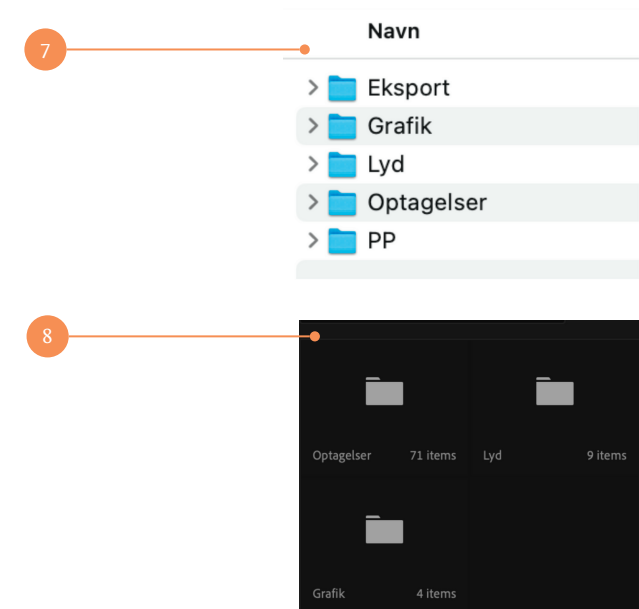 7
Navn
Eksport
Grafik
Lyd
Optagelser
PP
8
Optagelser 71 items Lyd 9 items
Grafik 4 items